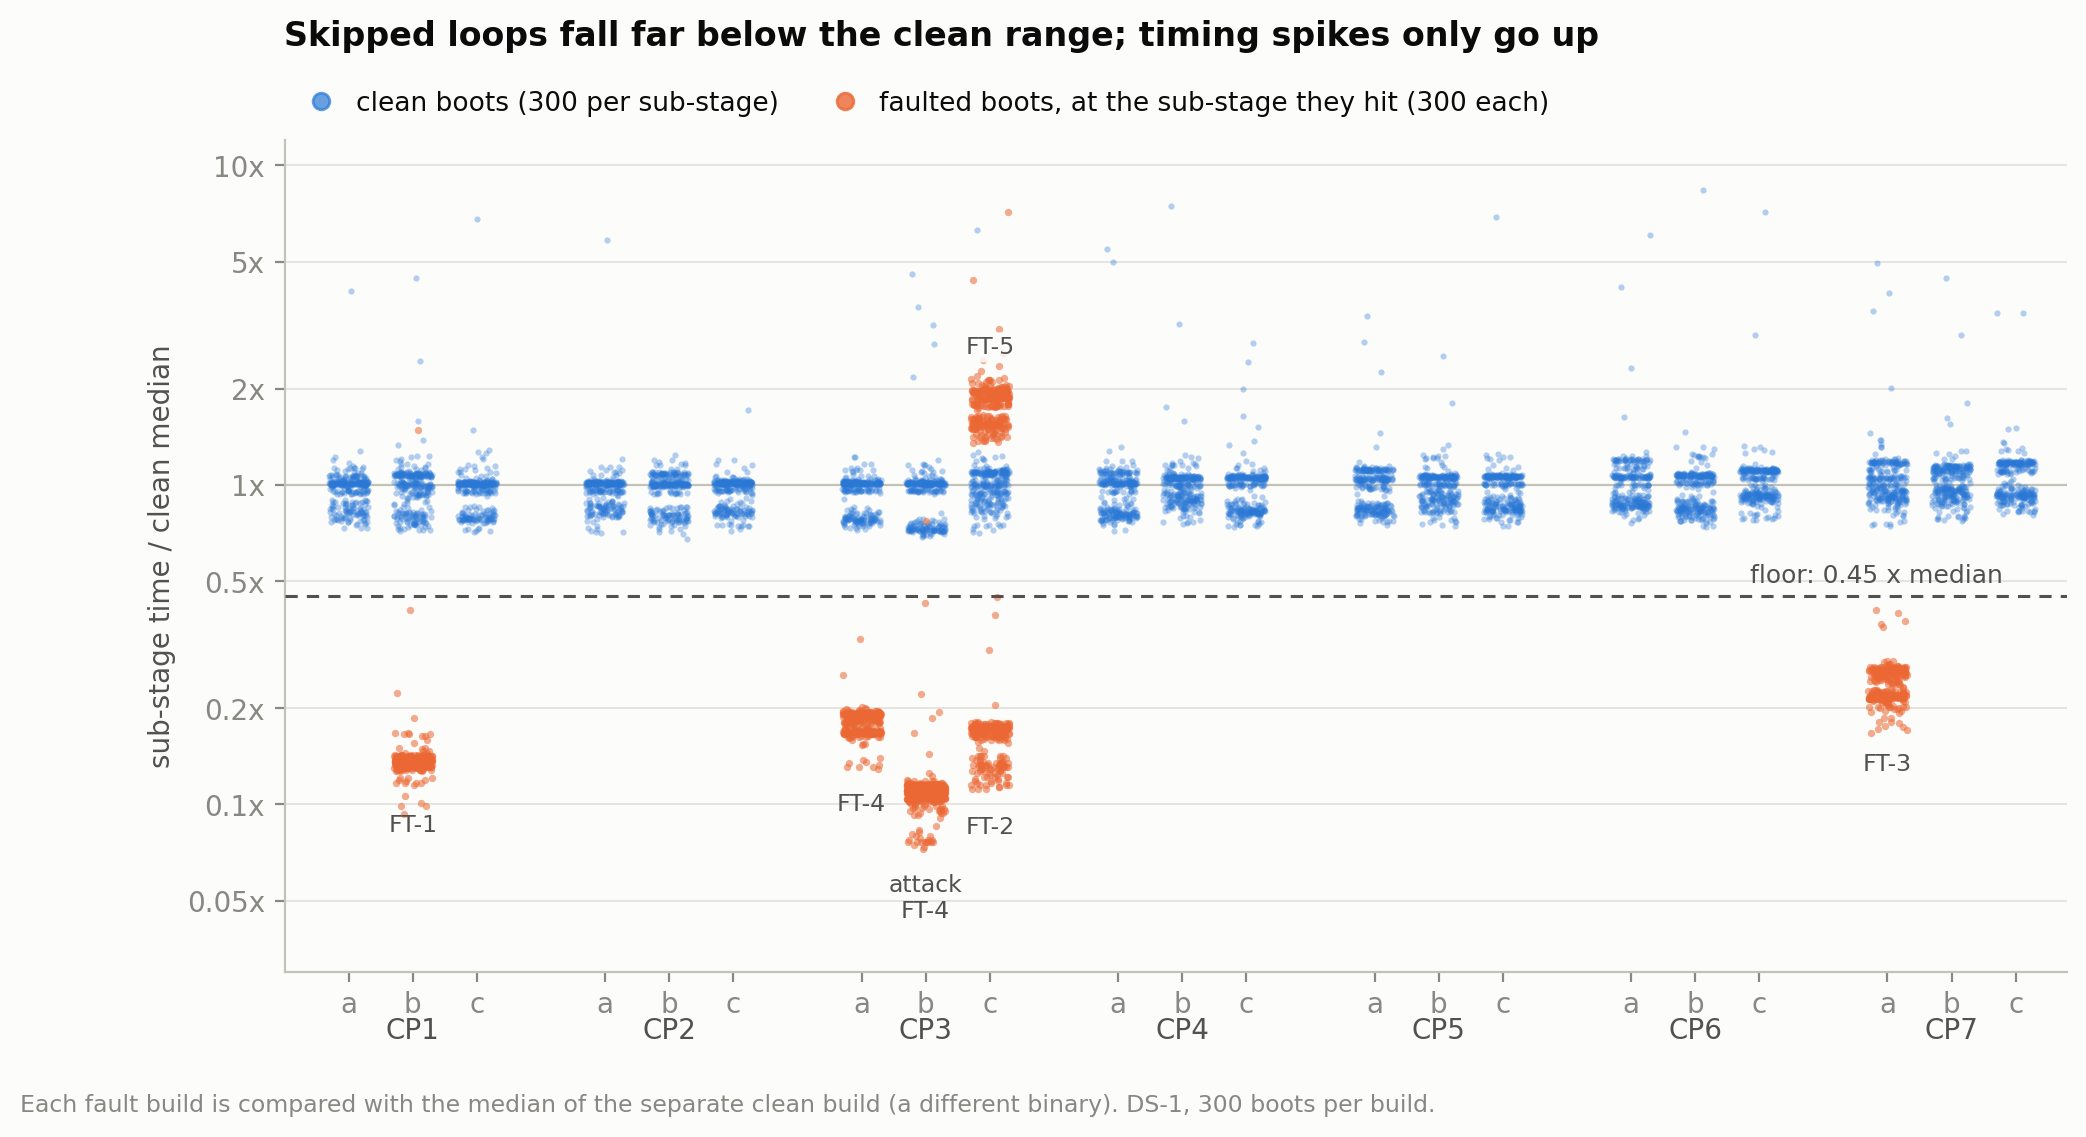 Skipped loops fall far below the clean range; timing spikes only go up
clean boots (300 per sub-stage)
faulted boots, at the sub-stage they hit (300 each)
sub-stage time / clean median
10x
5x
2x
1x
0.5x
0.2x
0.1x
0.05x
FT-5
floor: 0.45 x median
FT-3
FT-4
FT-1
FT-2
attack
FT-4
a b c a b c a b c a b c a b c a b c a b c
CP1 CP2 CP3 CP4 CP5 CP6 CP7
Each fault build is compared with the median of the separate clean build (a different binary). DS-1, 300 boots per build.